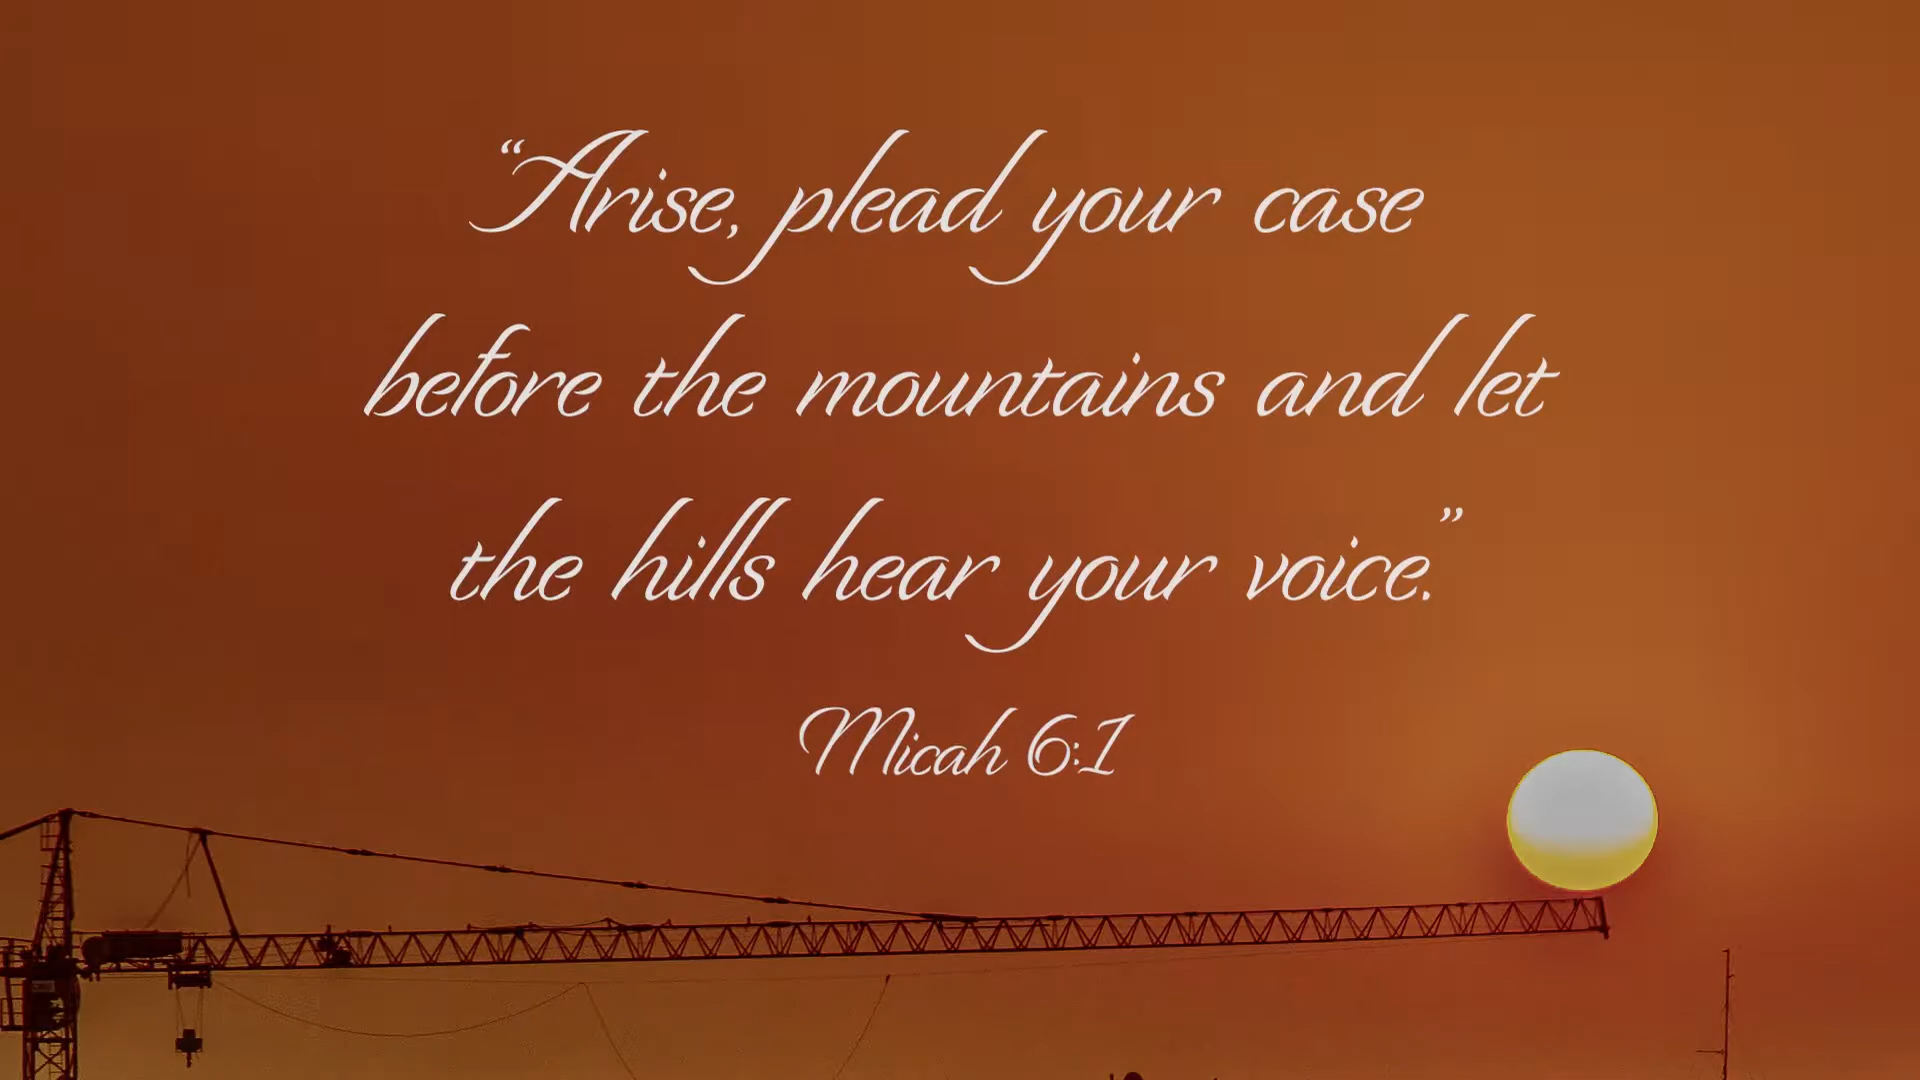 “Arise, plead your case
before the mountains and let
the hills hear your voice.”
Micah 6:1